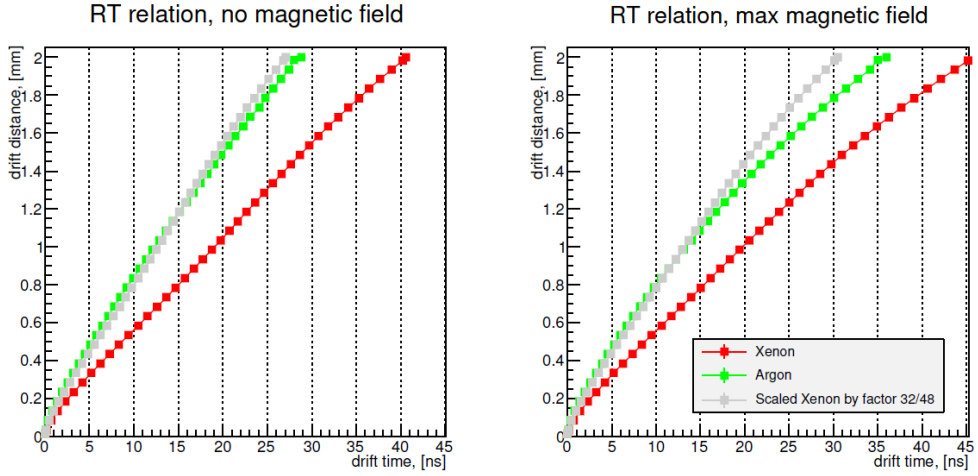 RT relation, no magnetic field
drift distance, [mm]
2
1.8
1.6
1.4
1.2
1
0.8
0.6
0.4
0.2
0
0 5 10 15 20 25 30 35 40 45
drift time, [ns]
RT relation, max magnetic field
drift distance, [mm]
2
1.8
1.6
1.4
1.2
1
0.8
0.6
0.4
0.2
0
0 5 10 15 20 25 30 35 40 45
drift time, [ns]
Xenon
Argon
Scaled Xenon by factor 32/48